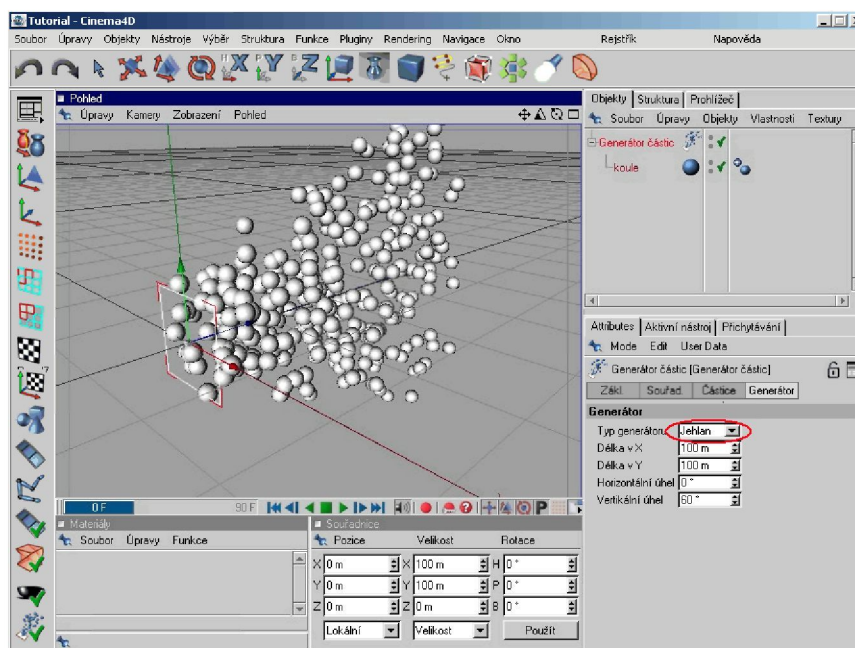 Tutorial - Cinema4D
Soubor Úpravy Objekty Nástroje Výběr Struktura Funkce Pluginy Rendering Navigace Okno Rejstřík Nápověda
Pohled
Úpravy Kamery Zobrazení Pohled
Objekty Struktura Prohlížeč
Soubor Úpravy Objekty Vlastnosti Textury
Generátor částic
koule
Attributes Aktivní nástroj Přichytávání
Mode Edit User Data
Generátor částic [Generátor částic]
Zákl. Souřad. Částice Generátor
Generátor
Typ generátoru Jehlan
Délka v X 100 m
Délka v Y 100 m
Horizontální úhel 0 °
Vertikální úhel 60 °
0 F 90 F
Materiály
Soubor Úpravy Funkce
Souřadnice
Pozice Velikost Rotace
X 0 m X 100 m H 0 °
Y 0 m Y 100 m P 0 °
Z 0 m Z 0 m B 0 °
Lokální Velikost Použít